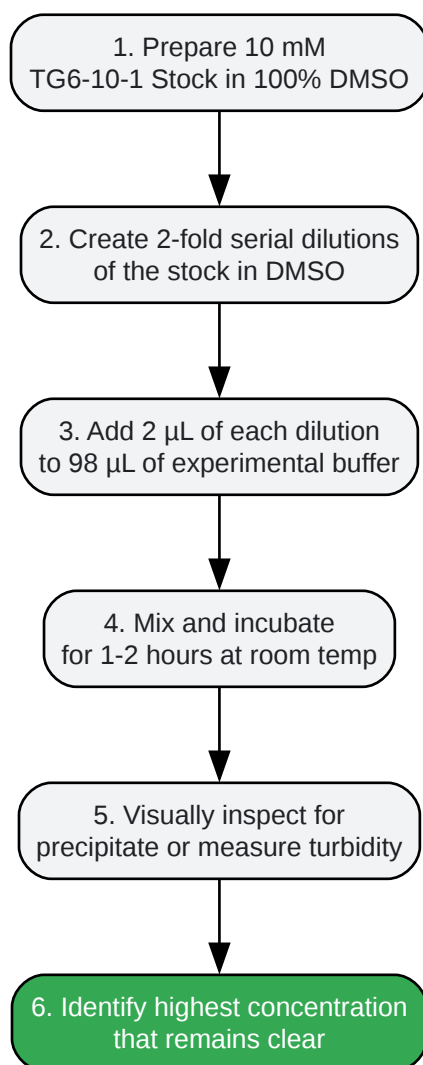 1. Prepare 10 mM
TG6-10-1 Stock in 100% DMSO
2. Create 2-fold serial dilutions
of the stock in DMSO
3. Add 2 µL of each dilution
to 98 µL of experimental buffer
4. Mix and incubate
for 1-2 hours at room temp
5. Visually inspect for
precipitate or measure turbidity
6. Identify highest concentration
that remains clear